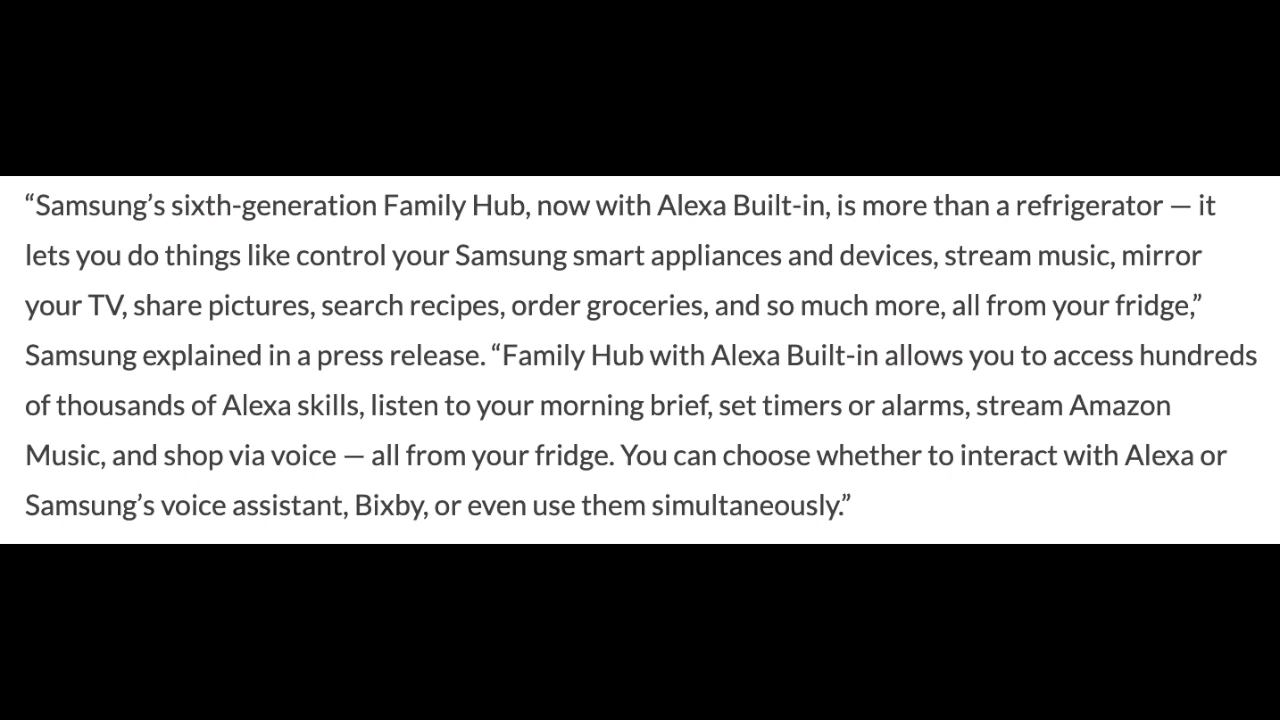 “Samsung’s sixth-generation Family Hub, now with Alexa Built-in, is more than a refrigerator — it
lets you do things like control your Samsung smart appliances and devices, stream music, mirror
your TV, share pictures, search recipes, order groceries, and so much more, all from your fridge,”
Samsung explained in a press release. “Family Hub with Alexa Built-in allows you to access hundreds
of thousands of Alexa skills, listen to your morning brief, set timers or alarms, stream Amazon
Music, and shop via voice — all from your fridge. You can choose whether to interact with Alexa or
Samsung’s voice assistant, Bixby, or even use them simultaneously.”